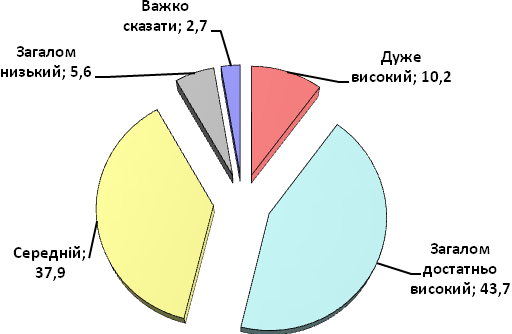 Важко
сказати; 2,7
Загалом
низький; 5,6
Дуже
високий; 10,2
Середній;
37,9
Загалом
достатньо
високий; 43,7